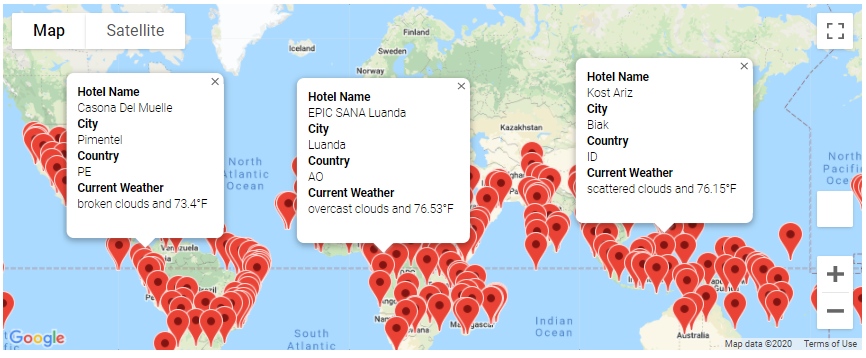 Map
Satellite
Iceland
Sweden
Finland
Norway
Kazakhstan
North
Atlantic
Ocean
North
Pacific
Ocean
Hotel Name
Casona Del Muelle
City
Pimentel
Country
PE
Current Weather
broken clouds and 73.4°F
Hotel Name
EPIC SANA Luanda
City
Luanda
Country
AO
Current Weather
overcast clouds and 76.53°F
Hotel Name
Kost Ariz
City
Biak
Country
ID
Current Weather
scattered clouds and 76.15°F
Venezuela
South
Atlantic
Indian
Ocean
Australia
Google
Map data ©2020
Terms of Use